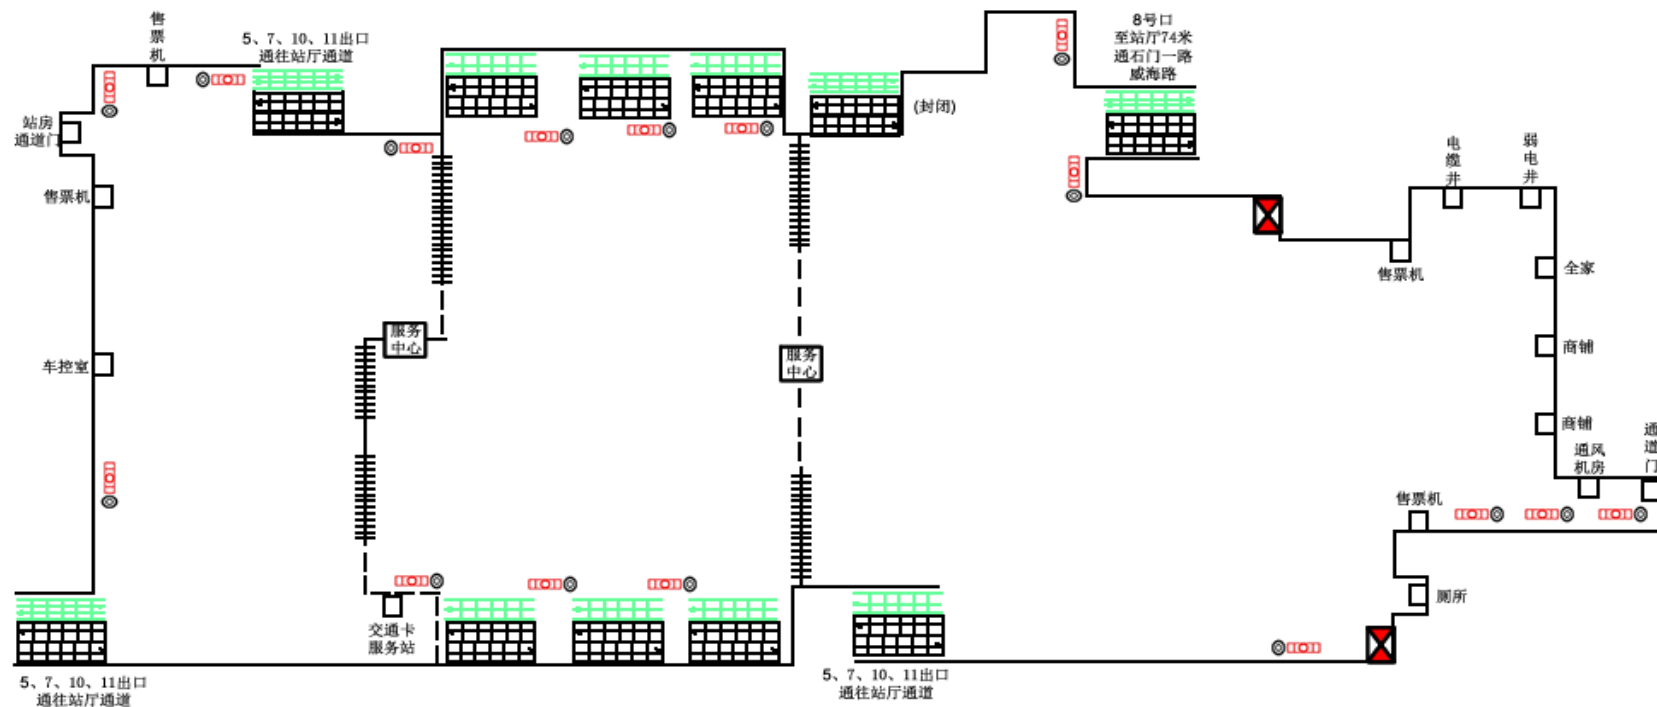 售
票
机
5、7、10、11出口
通往站厅通道
8号口
至站厅74米
通石门一路
威海路
(封闭)
站房
通道门
电
缆
井
弱
电
井
售票机
全家
售票机
服务
中心
服务
中心
商铺
车控室
商铺
通
道
门
通风
机房
售票机
厕所
交通卡
服务站
5、7、10、11出口
通往站厅通道
5、7、10、11出口
通往站厅通道